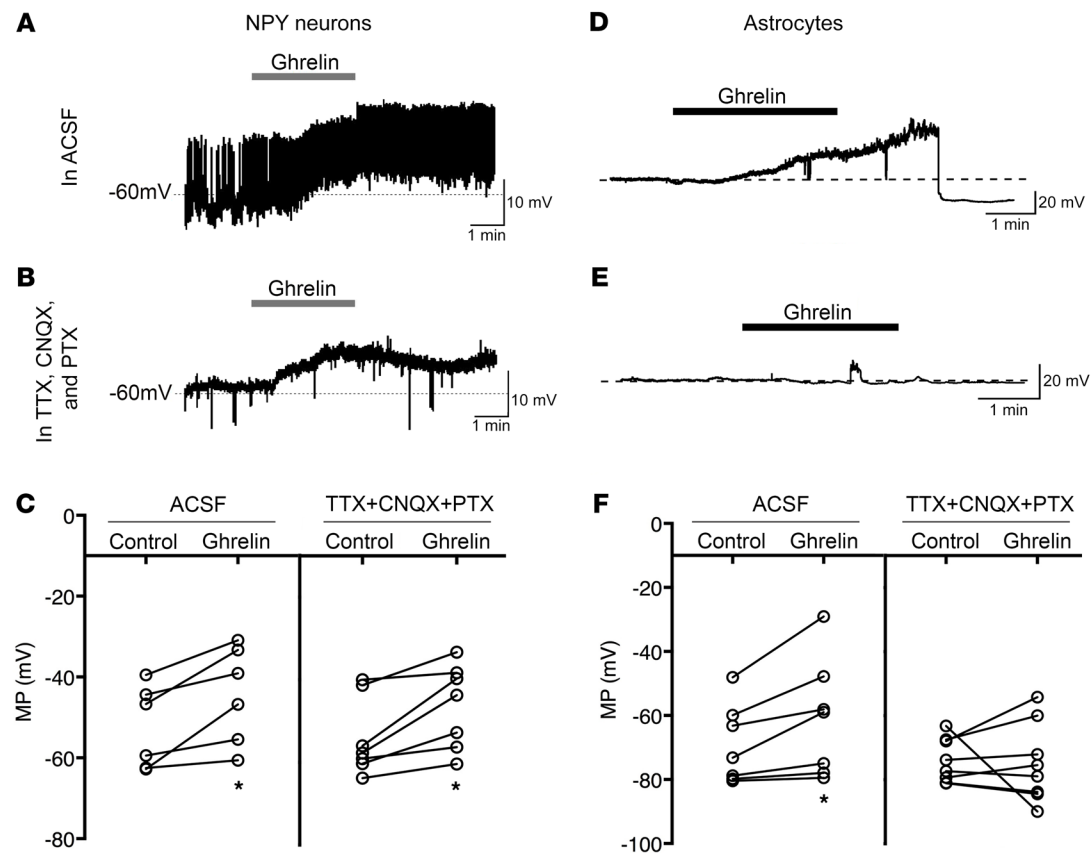 A
NPY neurons
Ghrelin
In ACSF
-60mV
10 mV
1 min
B
Ghrelin
In TTX, CNQX,
and PTX
-60mV
10 mV
1 min
C
ACSF
TTX+CNQX+PTX
Control
Ghrelin
Control
Ghrelin
MP (mV)
0
-20
-40
-60
-80
*
*
D
Astrocytes
Ghrelin
20 mV
1 min
E
Ghrelin
20 mV
1 min
F
ACSF
TTX+CNQX+PTX
Control
Ghrelin
Control
Ghrelin
MP (mV)
0
-20
-40
-60
-80
-100
*